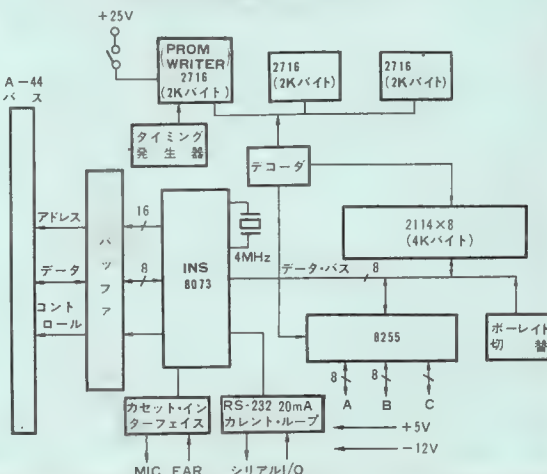 +25V
PROM
WRITER
2716
(2Kバイト)
2716
(2Kバイト)
2716
(2Kバイト)
A-44
バス
タイミング
発生器
デコーダ
2114×8
(4Kバイト)
アドレス
16
バッファ
データ
8
INS
8073
4MHz
データ・バス
8
コント
ロール
8255
ボーレイト
切替
8
8
A
B
C
カセット・イン
ターフェイス
RS-232 20mA
カレント・ループ
+5V
-12V
MIC EAR
シリアルI/O